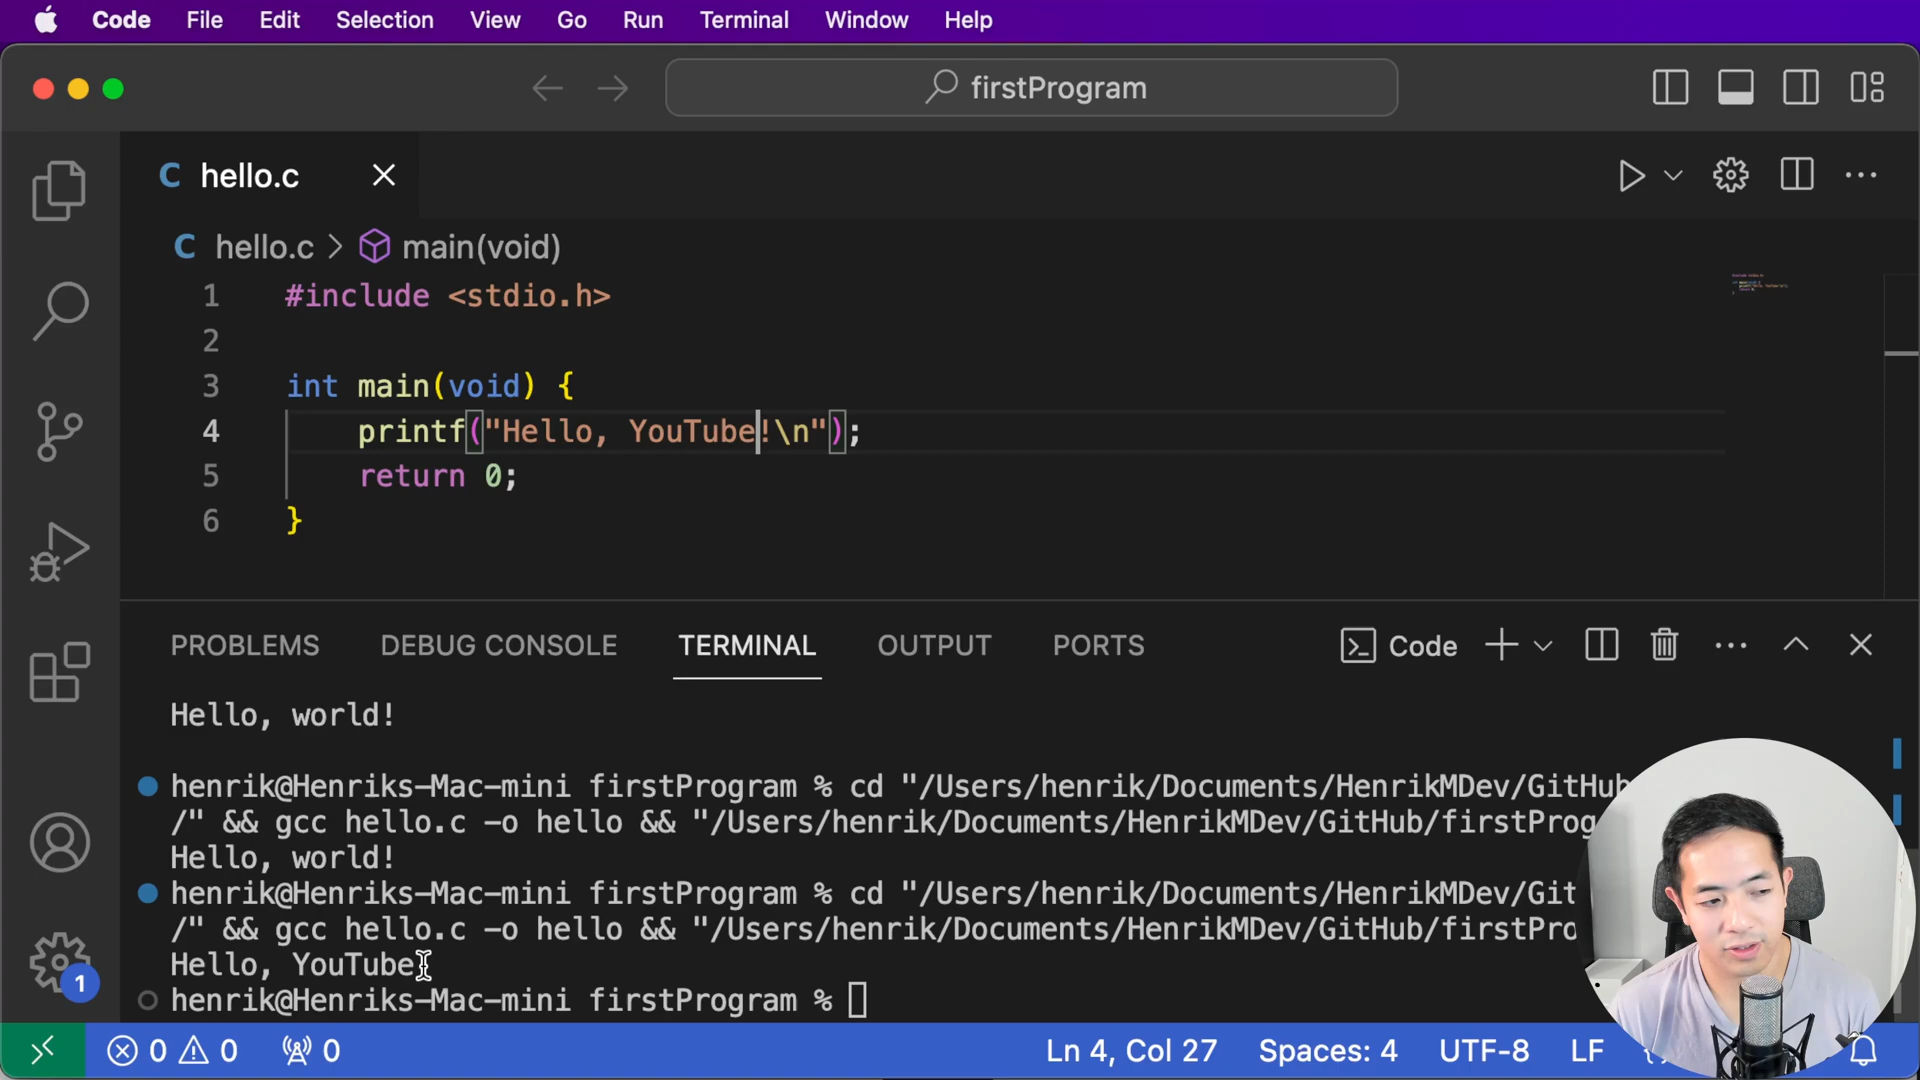 Code File Edit Selection View Go Run Terminal Window Help
firstProgram
C hello.c
C hello.c > main(void)
1 #include <stdio.h>
2
3 int main(void) {
4 printf("Hello, YouTube!\n");
5 return 0;
6 }
PROBLEMS DEBUG CONSOLE TERMINAL OUTPUT PORTS Code
Hello, world!
henrik@Henriks-Mac-mini firstProgram % cd "/Users/henrik/Documents/HenrikMDev/GitHub
/" && gcc hello.c -o hello && "/Users/henrik/Documents/HenrikMDev/GitHub/firstProg
Hello, world!
henrik@Henriks-Mac-mini firstProgram % cd "/Users/henrik/Documents/HenrikMDev/Git
/" && gcc hello.c -o hello && "/Users/henrik/Documents/HenrikMDev/GitHub/firstPro
Hello, YouTube
henrik@Henriks-Mac-mini firstProgram %
1
0 0 0 Ln 4, Col 27 Spaces: 4 UTF-8 LF {